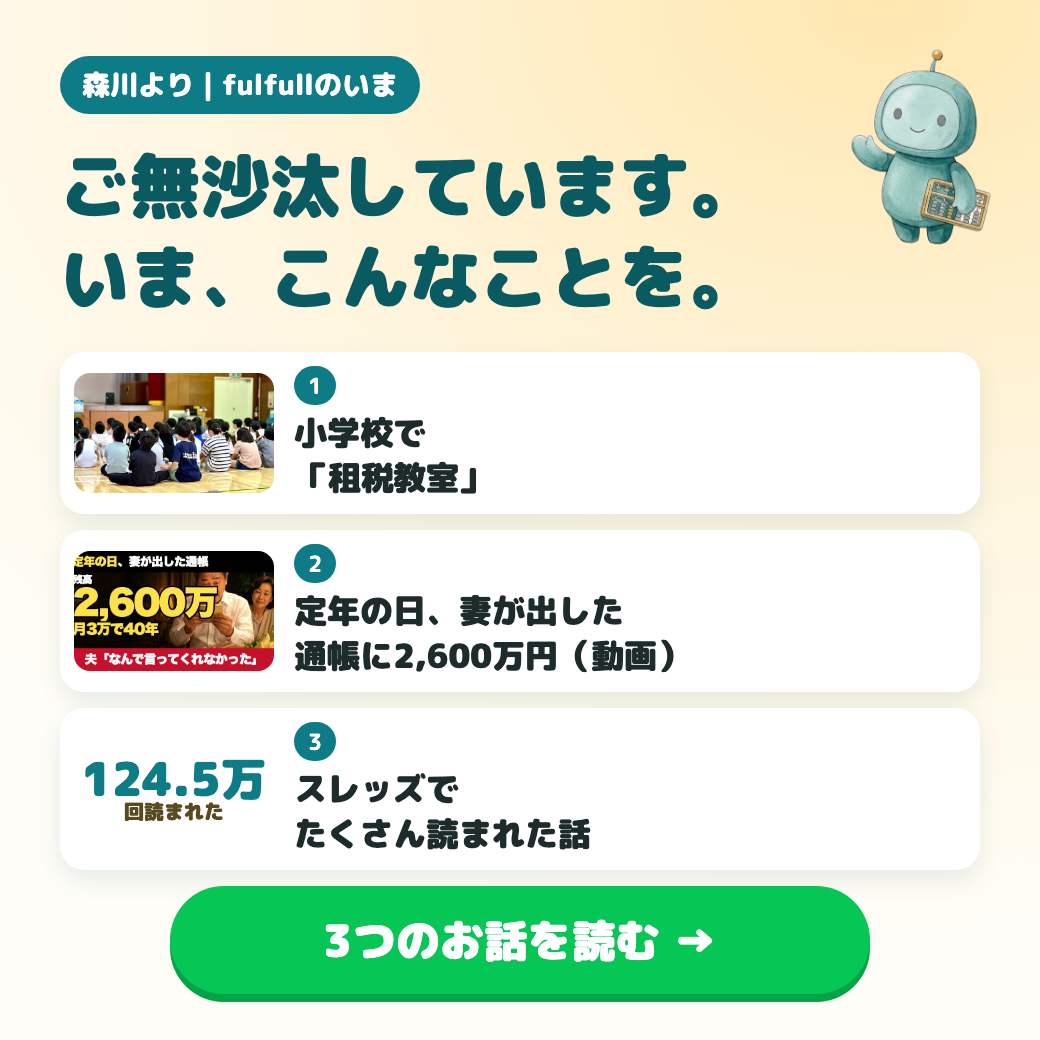 森川より | fulfullのいま
ご無沙汰しています。
いま、こんなことを。
1
小学校で
「租税教室」
定年の日、妻が出した通帳
残高
2,600万
月3万で40年
夫「なんで言ってくれなかった」
2
定年の日、妻が出した
通帳に2,600万円（動画）
124.5万
回読まれた
3
スレッズで
たくさん読まれた話
3つのお話を読む →